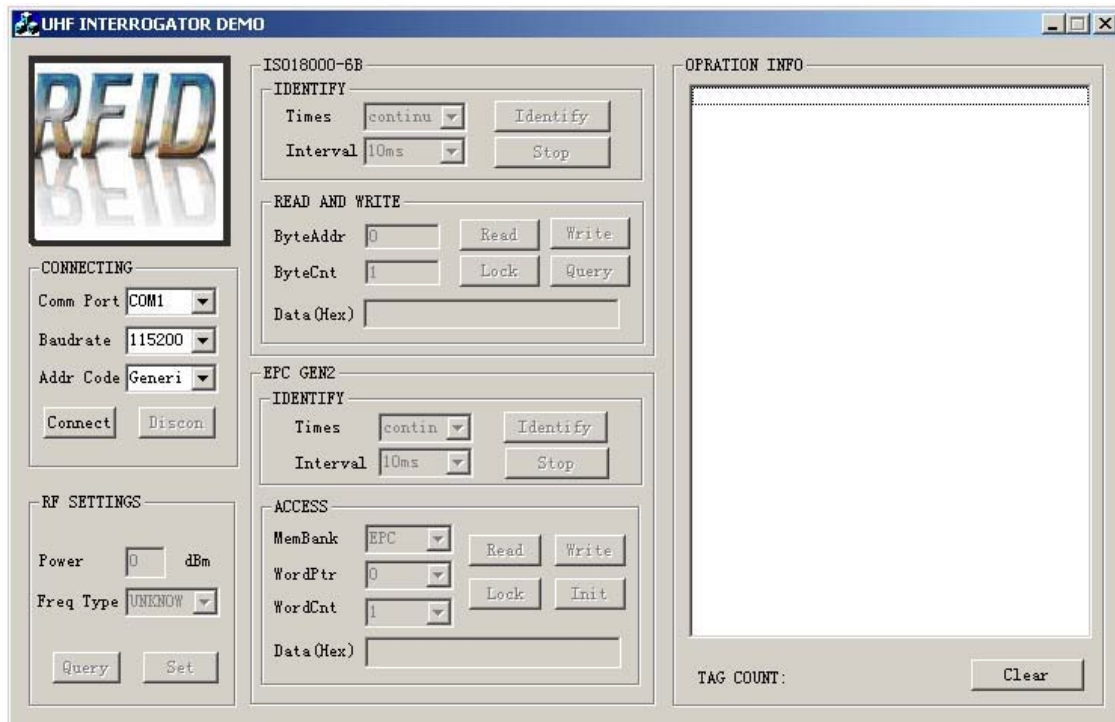 UHF INTERROGATOR DEMO
RFID
CONNECTING
Comm Port COM1
Baudrate 115200
Addr Code Generi
Connect Discon
RF SETTINGS
Power 0 dBm
Freq Type UNKNOW
Query Set
ISO18000-6B
IDENTIFY
Times continu Identify
Interval 10ms Stop
READ AND WRITE
ByteAddr 0 Read Write
ByteCnt 1 Lock Query
Data(Hex)
EPC GEN2
IDENTIFY
Times contin Identify
Interval 10ms Stop
ACCESS
MemBank EPC Read Write
WordPtr 0
Lock Init
WordCnt 1
Data(Hex)
OPRATION INFO
TAG COUNT: Clear